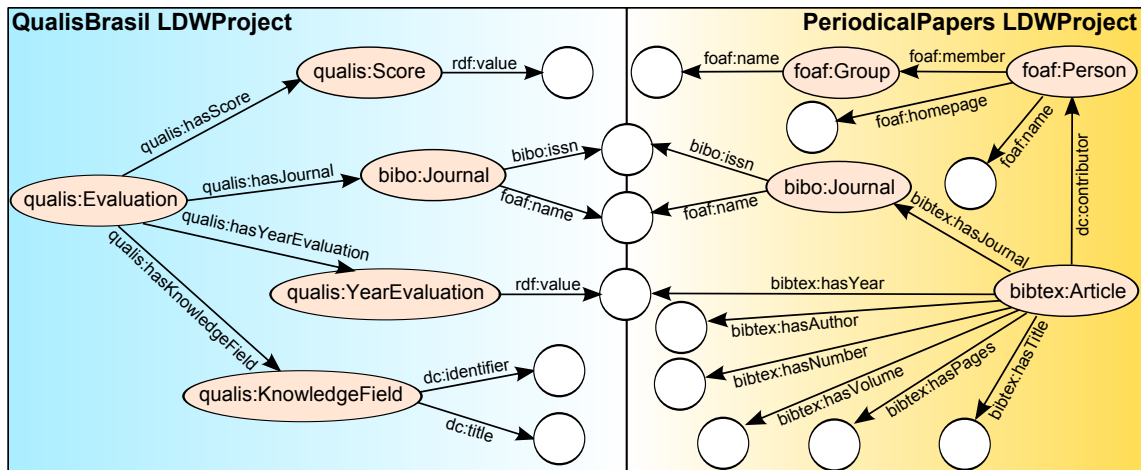 QualisBrasil LDWProject
PeriodicalPapers LDWProject
qualis:Score
rdf:value
qualis:hasScore
qualis:Evaluation
qualis:hasJournal
bibo:Journal
bibo:issn
foaf:name
qualis:hasYearEvaluation
qualis:YearEvaluation
rdf:value
qualis:hasKnowledgeField
qualis:KnowledgeField
dc:identifier
dc:title
foaf:name
foaf:Group
foaf:member
foaf:Person
foaf:homepage
foaf:name
dc:contributor
bibo:issn
foaf:name
bibo:Journal
bibtex:hasJournal
bibtex:Article
bibtex:hasYear
bibtex:hasAuthor
bibtex:hasNumber
bibtex:hasVolume
bibtex:hasPages
bibtex:hasTitle